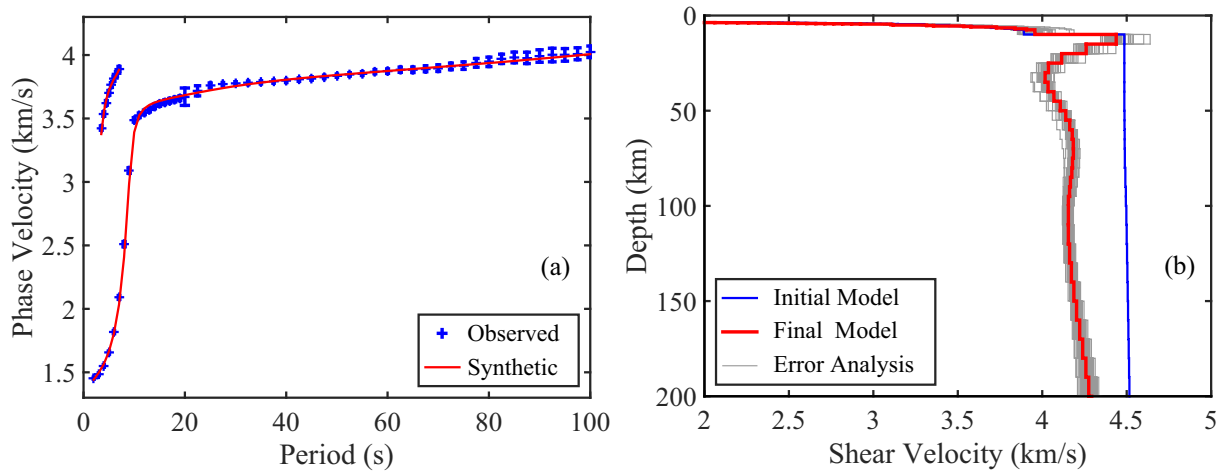 4
3.5
3
2.5
2
1.5
0
20
40
60
80
100
Phase Velocity (km/s)
Period (s)
(a)
Observed
Synthetic
0
50
100
150
200
2
2.5
3
3.5
4
4.5
5
Depth (km)
Shear Velocity (km/s)
(b)
Initial Model
Final Model
Error Analysis